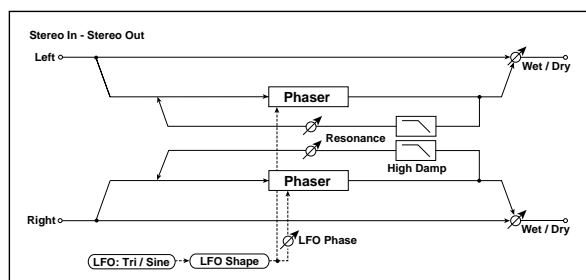 Stereo In - Stereo Out
Left
Wet / Dry
Phaser
Resonance
High Damp
Phaser
Right
Wet / Dry
LFO Phase
LFO: Tri / Sine
LFO Shape